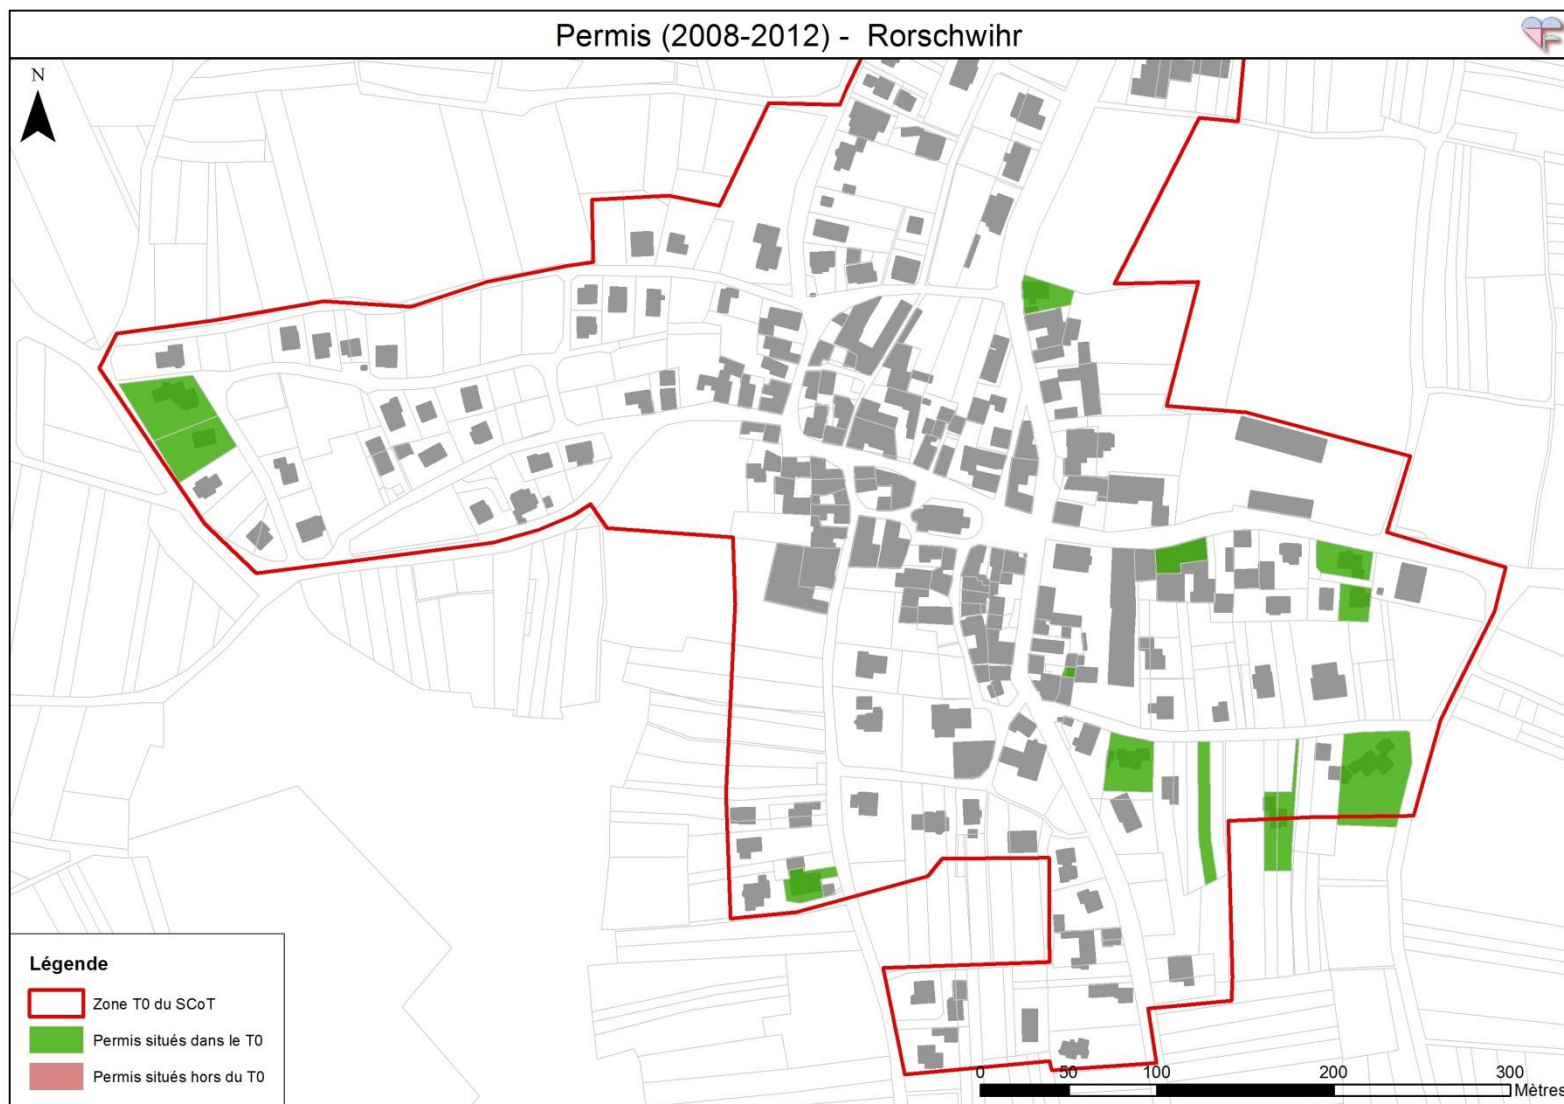 Permis (2008-2012) - Rorschwihr
N
Légende
Zone T0 du SCoT
Permis situés dans le T0
Permis situés hors du T0
0 50 100 200 300
Mètres